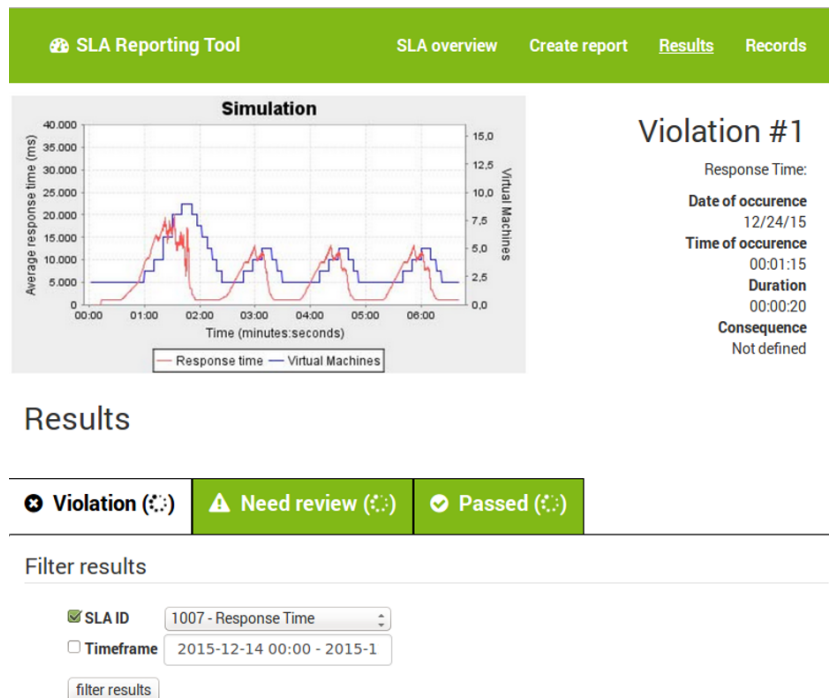 SLA Reporting Tool
SLA overview Create report Results Records
Simulation
Average response time (ms)
40.000
35.000
30.000
25.000
20.000
15.000
10.000
5.000
0
15,0
12,5
10,0
7,5
5,0
2,5
0,0
Virtual Machines
00:00 01:00 02:00 03:00 04:00 05:00 06:00
Time (minutes:seconds)
Response time Virtual Machines
Violation #1
Response Time:
Date of occurence
12/24/15
Time of occurence
00:01:15
Duration
00:00:20
Consequence
Not defined
Results
Violation ( )
Need review ( )
Passed ( )
Filter results
SLA ID 1007 - Response Time
Timeframe 2015-12-14 00:00 - 2015-1
filter results